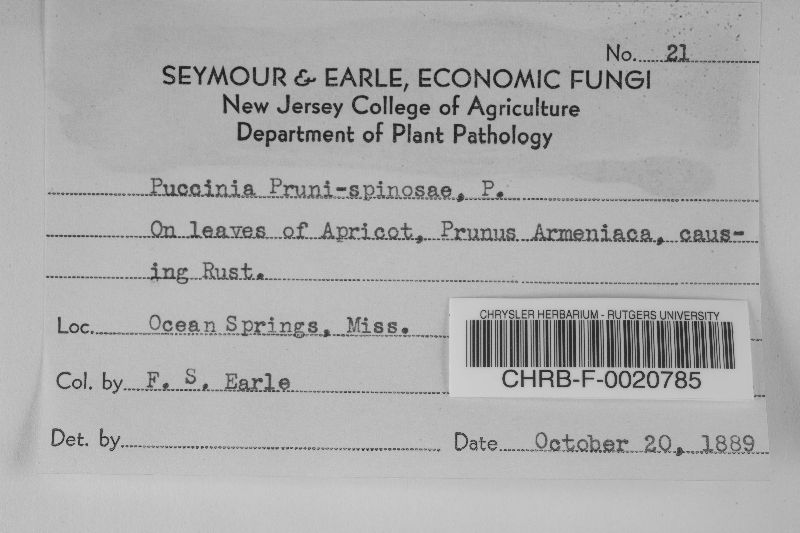 No. 21
SEYMOUR & EARLE, ECONOMIC FUNGI
New Jersey College of Agriculture
Department of Plant Pathology
Puccinia Pruni-spinosae, P.
On leaves of Apricot, Prunus Armeniaca, caus-
ing Rust.
Loc. Ocean Springs, Miss.
CHRYSLER HERBARIUM - RUTGERS UNIVERSITY
CHRB-F-0020785
Col. by F. S. Earle
Det. by
Date October 20, 1889